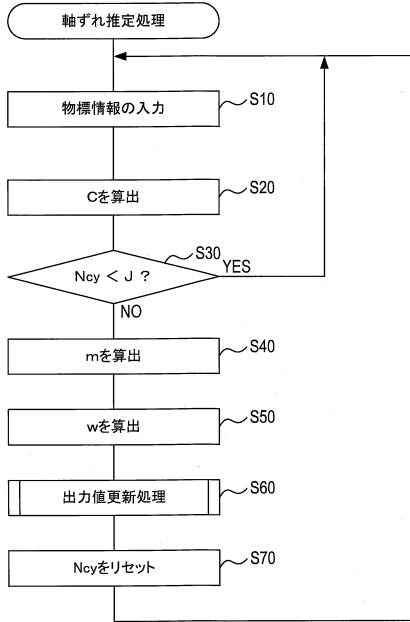 軸ずれ推定処理
物標情報の入力
S10
Cを算出
S20
Ncy < J ?
S30
YES
NO
mを算出
S40
wを算出
S50
出力値更新処理
S60
Ncyをリセット
S70